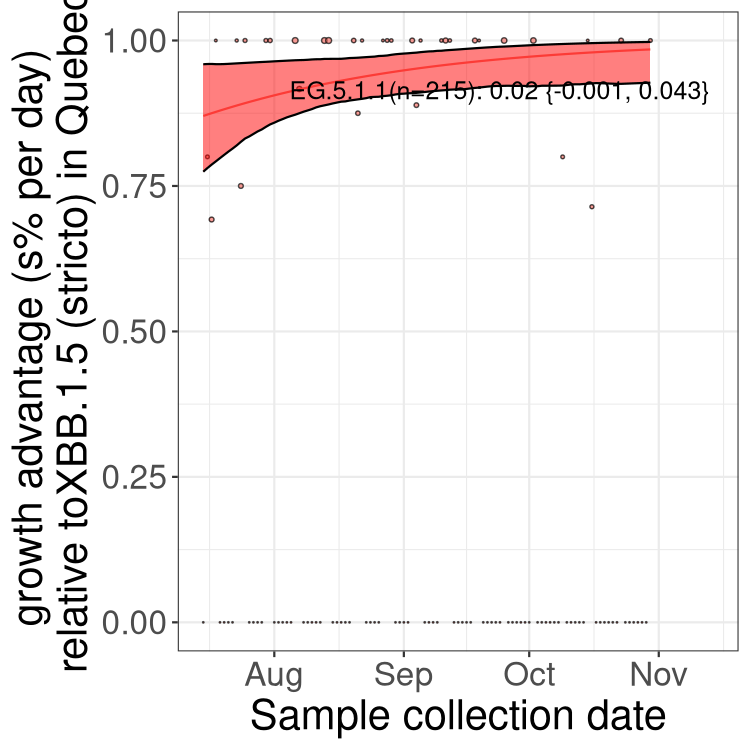 growth advantage (s% per day)
relative toXBB.1.5 (stricto) in Quebec
1.00
EG.5.1.1(n=215): 0.02 {-0.001, 0.043}
0.75
0.50
0.25
0.00
Aug Sep Oct Nov
Sample collection date